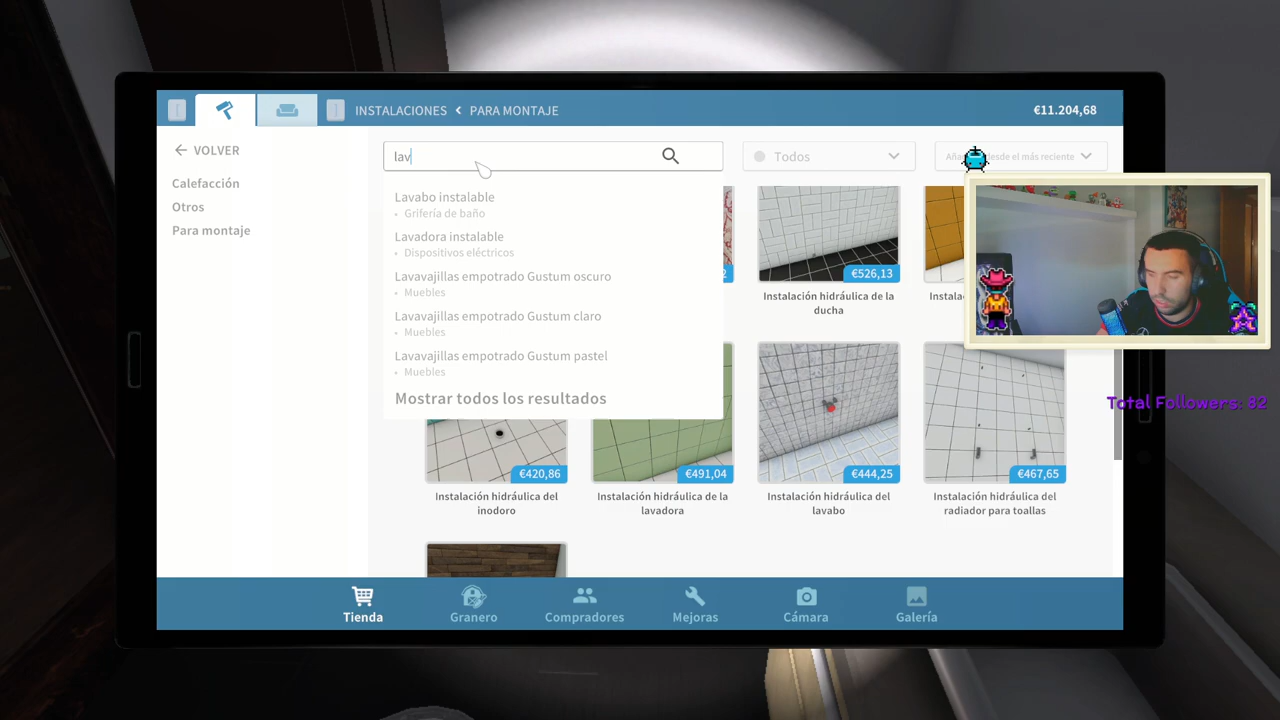 INSTALACIONES < PARA MONTAJE
€11.204,68
VOLVER
Calefacción
Otros
Para montaje
lav
Todos
desde el más reciente
Lavabo instalable
• Grifería de baño
Lavadora instalable
• Dispositivos eléctricos
Lavavajillas empotrado Gustum oscuro
• Muebles
Lavavajillas empotrado Gustum claro
• Muebles
Lavavajillas empotrado Gustum pastel
• Muebles
Mostrar todos los resultados
€526,13
Instalación hidráulica de la
ducha
Total Followers: 82
€420,86
€491,04
€444,25
€467,65
Instalación hidráulica del
inodoro
Instalación hidráulica de la
lavadora
Instalación hidráulica del
lavabo
Instalación hidráulica del
radiador para toallas
Tienda
Granero
Compradores
Mejoras
Cámara
Galería